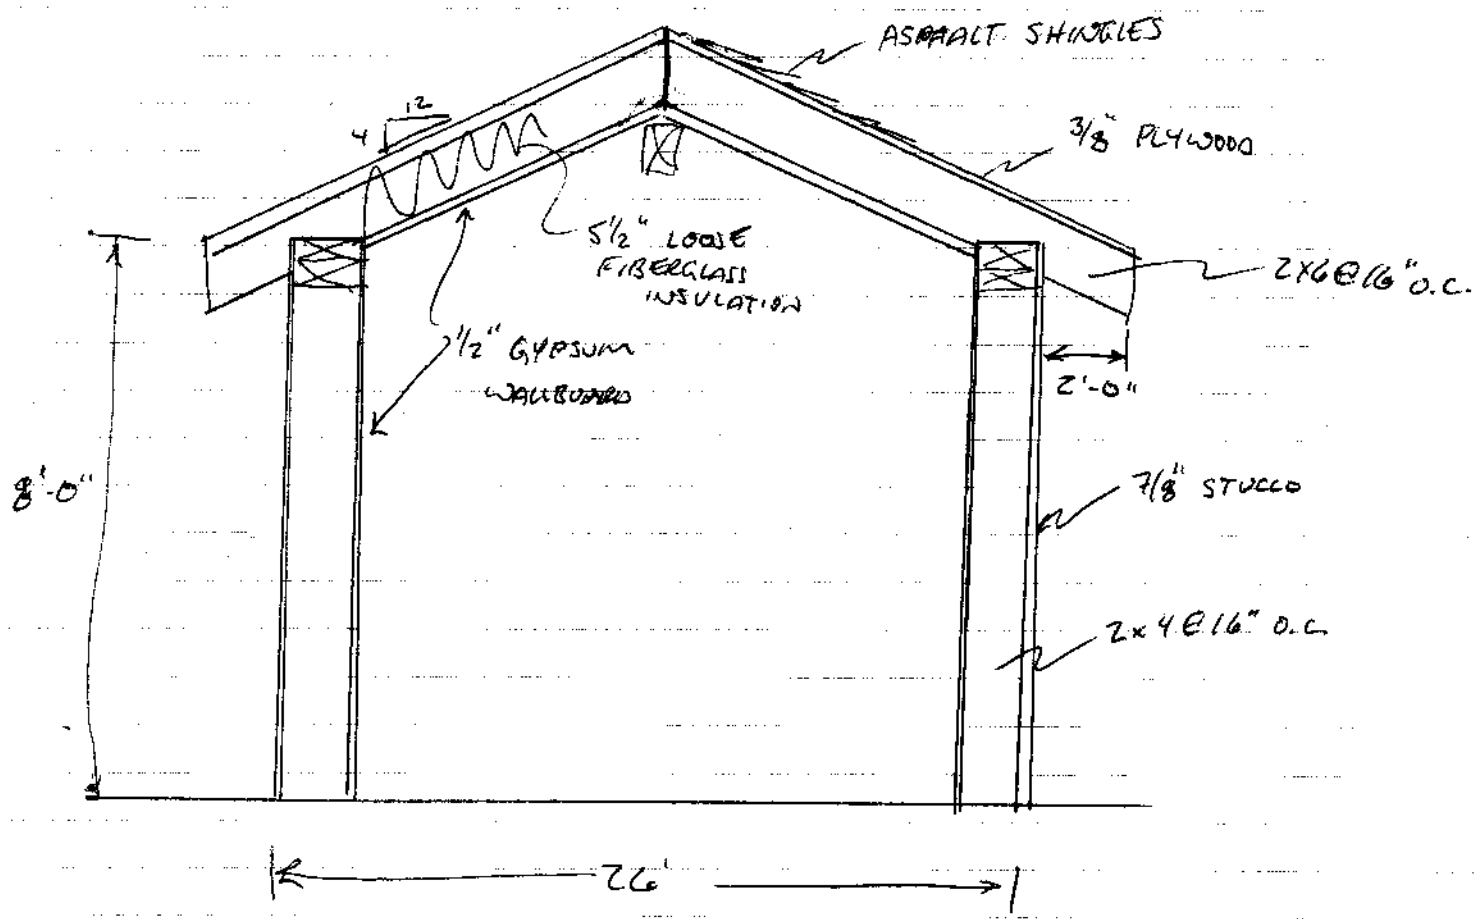 ASPHALT SHINGLES
12
4
3/8" PLYWOOD
5 1/2" LOOSE
FIBERGLASS
INSULATION
2X6 @ 16" O.C.
1/2" GYPSUM
WALLBOARD
2'-0"
8'-0"
7/8" STUCCO
2x4 @ 16" O.C.
26'